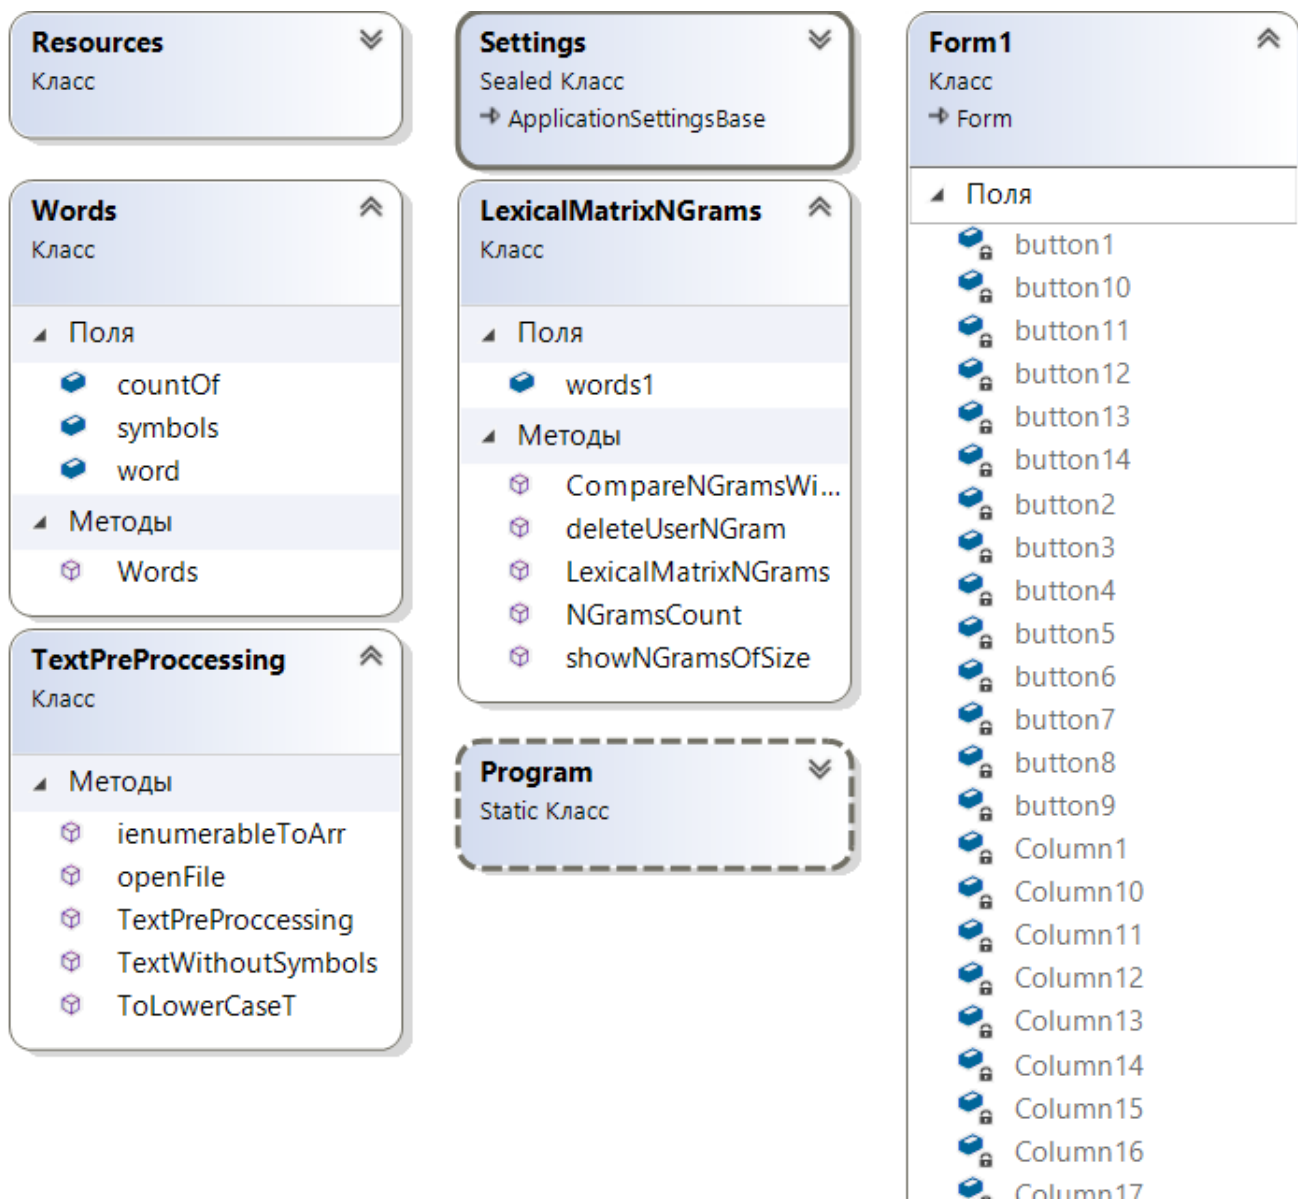 Resources
Класс
Words
Класс
Поля
countOf
symbols
word
Методы
Words
TextPreProccessing
Класс
Методы
ienumerableToArr
openFile
TextPreProccessing
TextWithoutSymbols
ToLowerCaseT
Settings
Sealed Класс
ApplicationSettingsBase
LexicalMatrixNGrams
Класс
Поля
words1
Методы
CompareNGramsWi...
deleteUserNGram
LexicalMatrixNGrams
NGramsCount
showNGramsOfSize
Program
Static Класс
Form1
Класс
Form
Поля
button1
button10
button11
button12
button13
button14
button2
button3
button4
button5
button6
button7
button8
button9
Column1
Column10
Column11
Column12
Column13
Column14
Column15
Column16
Column17